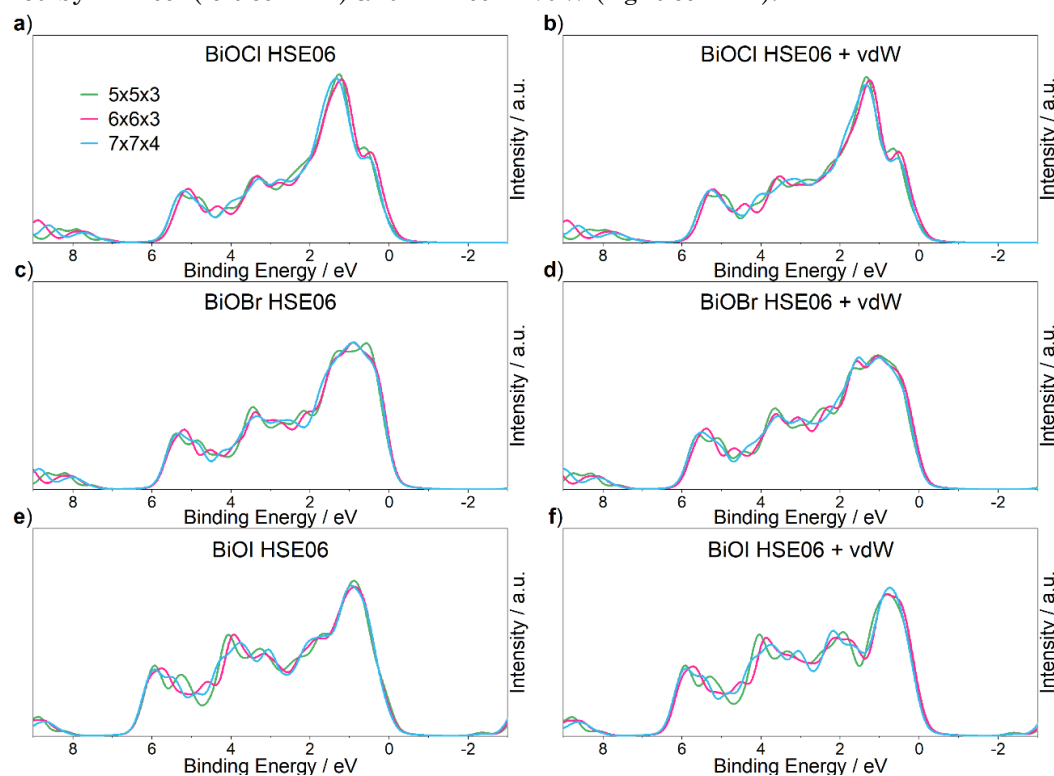 a)
BiOCl HSE06
5x5x3
6x6x3
7x7x4
Intensity / a.u.
8 6 4 2 0 -2
Binding Energy / eV
b)
BiOCl HSE06 + vdW
Intensity / a.u.
8 6 4 2 0 -2
Binding Energy / eV
c)
BiOBr HSE06
Intensity / a.u.
8 6 4 2 0 -2
Binding Energy / eV
d)
BiOBr HSE06 + vdW
Intensity / a.u.
8 6 4 2 0 -2
Binding Energy / eV
e)
BiOI HSE06
Intensity / a.u.
8 6 4 2 0 -2
Binding Energy / eV
f)
BiOI HSE06 + vdW
Intensity / a.u.
8 6 4 2 0 -2
Binding Energy / eV